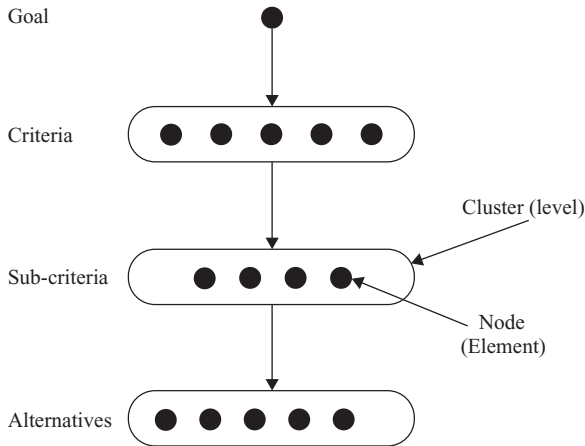 Goal
Criteria
Cluster (level)
Sub-criteria
Node
(Element)
Alternatives